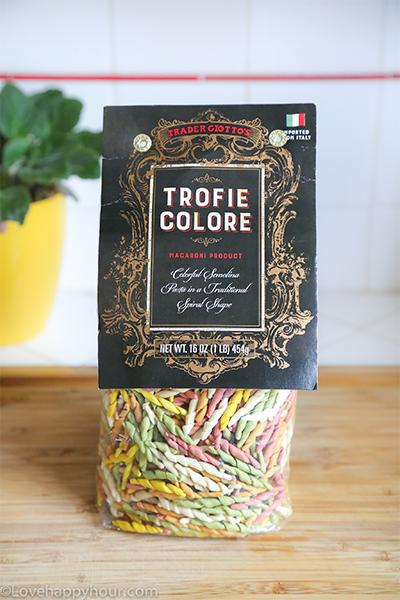 TRADER GIOTTO'S
IMPORTED
FROM ITALY
TROFIE
COLORE
MACARONI PRODUCT
Colorful Semolina
Pasta in a Traditional
Spiral Shape
NET WT. 16 OZ (1 LB) 454g
©Lovehappyhour.com